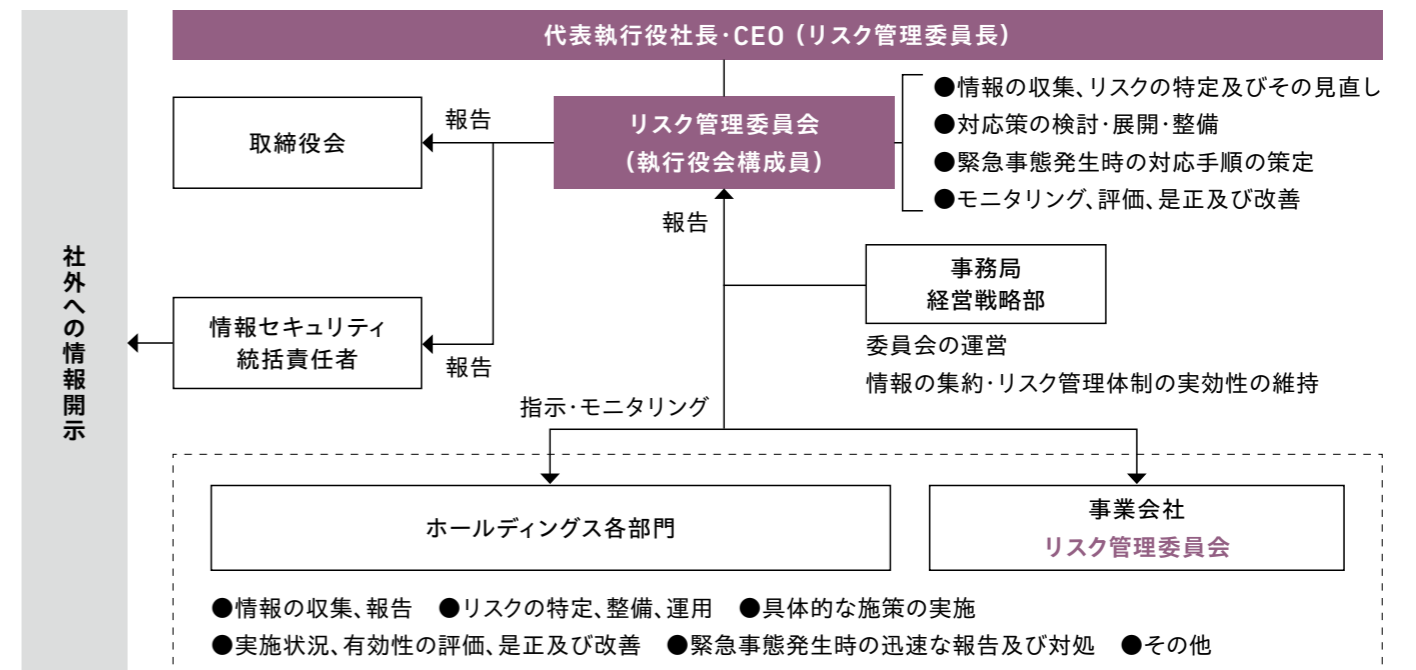 代表執行役社長・CEO（リスク管理委員長）
取締役会
報告
リスク管理委員会
（執行役会構成員）
●情報の収集、リスクの特定及びその見直し
●対応策の検討・展開・整備
●緊急事態発生時の対応手順の策定
●モニタリング、評価、是正及び改善
報告
事務局
経営戦略部
委員会の運営
情報の集約・リスク管理体制の実効性の維持
社外への情報開示
情報セキュリティ
統括責任者
報告
指示・モニタリング
ホールディングス各部門
事業会社
リスク管理委員会
●情報の収集、報告　●リスクの特定、整備、運用　●具体的な施策の実施
●実施状況、有効性の評価、是正及び改善　●緊急事態発生時の迅速な報告及び対処　●その他